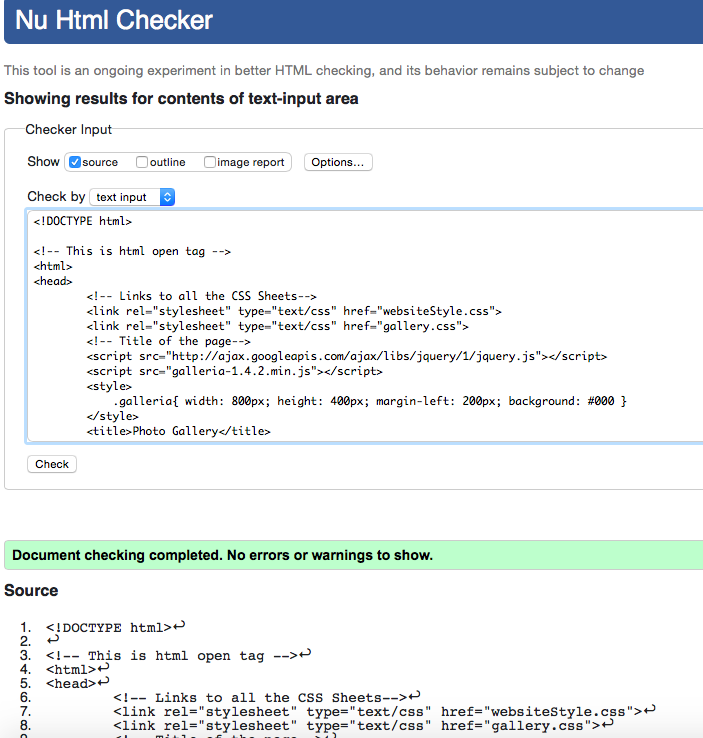 Nu Html Checker
This tool is an ongoing experiment in better HTML checking, and its behavior remains subject to change
Showing results for contents of text-input area
Checker Input
Show source outline image report Options...
Check by text input
<!DOCTYPE html>
<!-- This is html open tag -->
<html>
<head>
<!-- Links to all the CSS Sheets-->
<link rel="stylesheet" type="text/css" href="websiteStyle.css">
<link rel="stylesheet" type="text/css" href="gallery.css">
<!-- Title of the page-->
<script src="http://ajax.googleapis.com/ajax/libs/jquery/1/jquery.js"></script>
<script src="galleria-1.4.2.min.js"></script>
<style>
.galleria{ width: 800px; height: 400px; margin-left: 200px; background: #000 }
</style>
<title>Photo Gallery</title>
Check
Document checking completed. No errors or warnings to show.
Source
1. <!DOCTYPE html>↩
2. ↩
3. <!-- This is html open tag -->↩
4. <html>↩
5. <head>↩
6. <!-- Links to all the CSS Sheets-->↩
7. <link rel="stylesheet" type="text/css" href="websiteStyle.css">↩
8. <link rel="stylesheet" type="text/css" href="gallery.css">↩
9. <!-- Title of the page-->↩